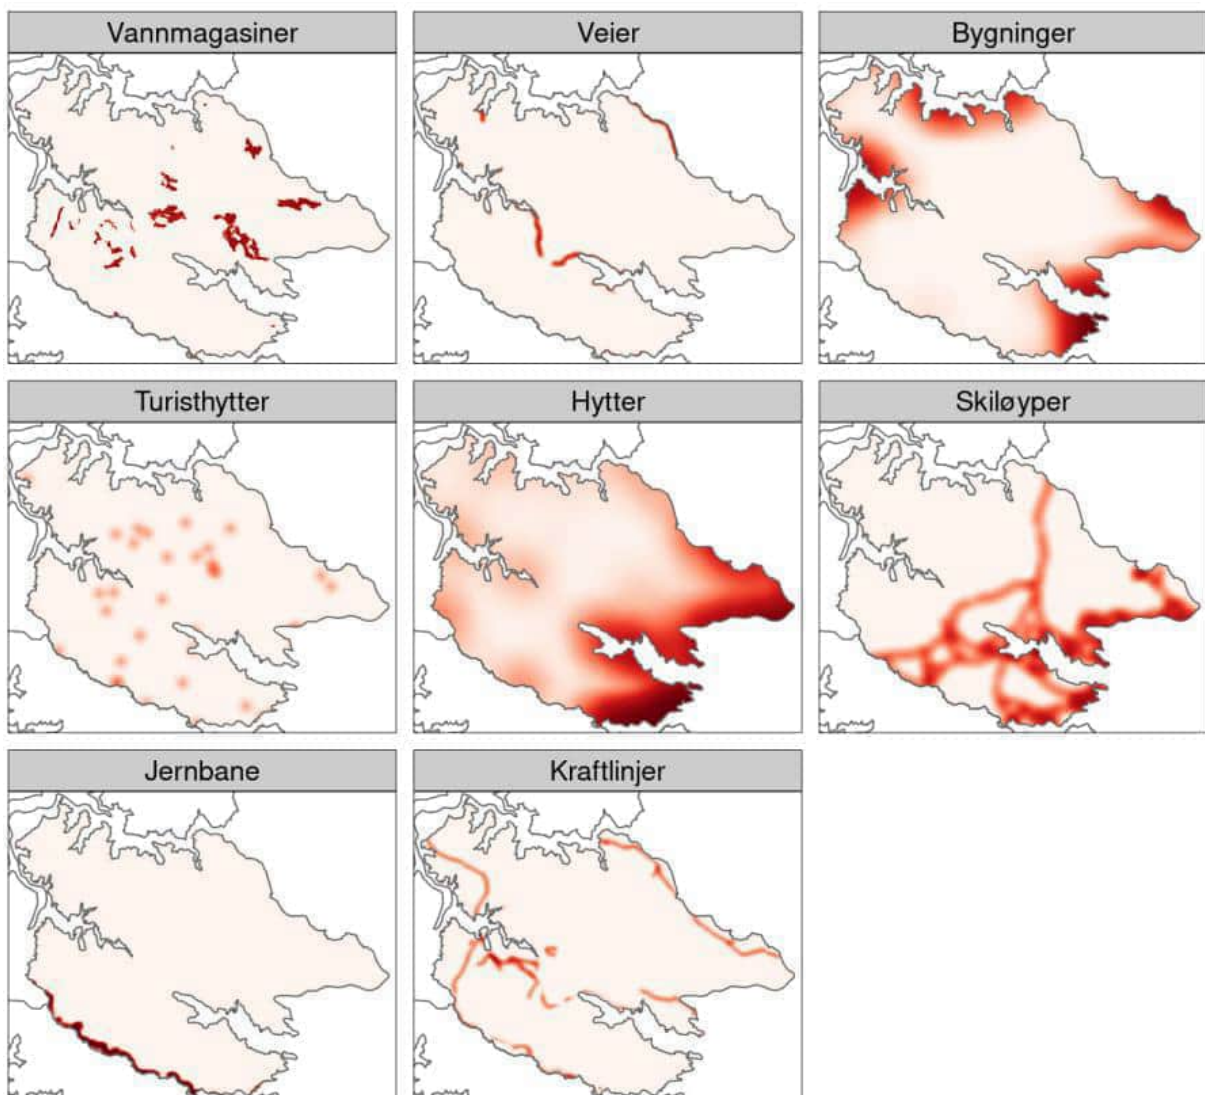 Vannmagasiner
Veier
Bygninger
Turisthytter
Hytter
Skiløyper
Jernbane
Kraftlinjer